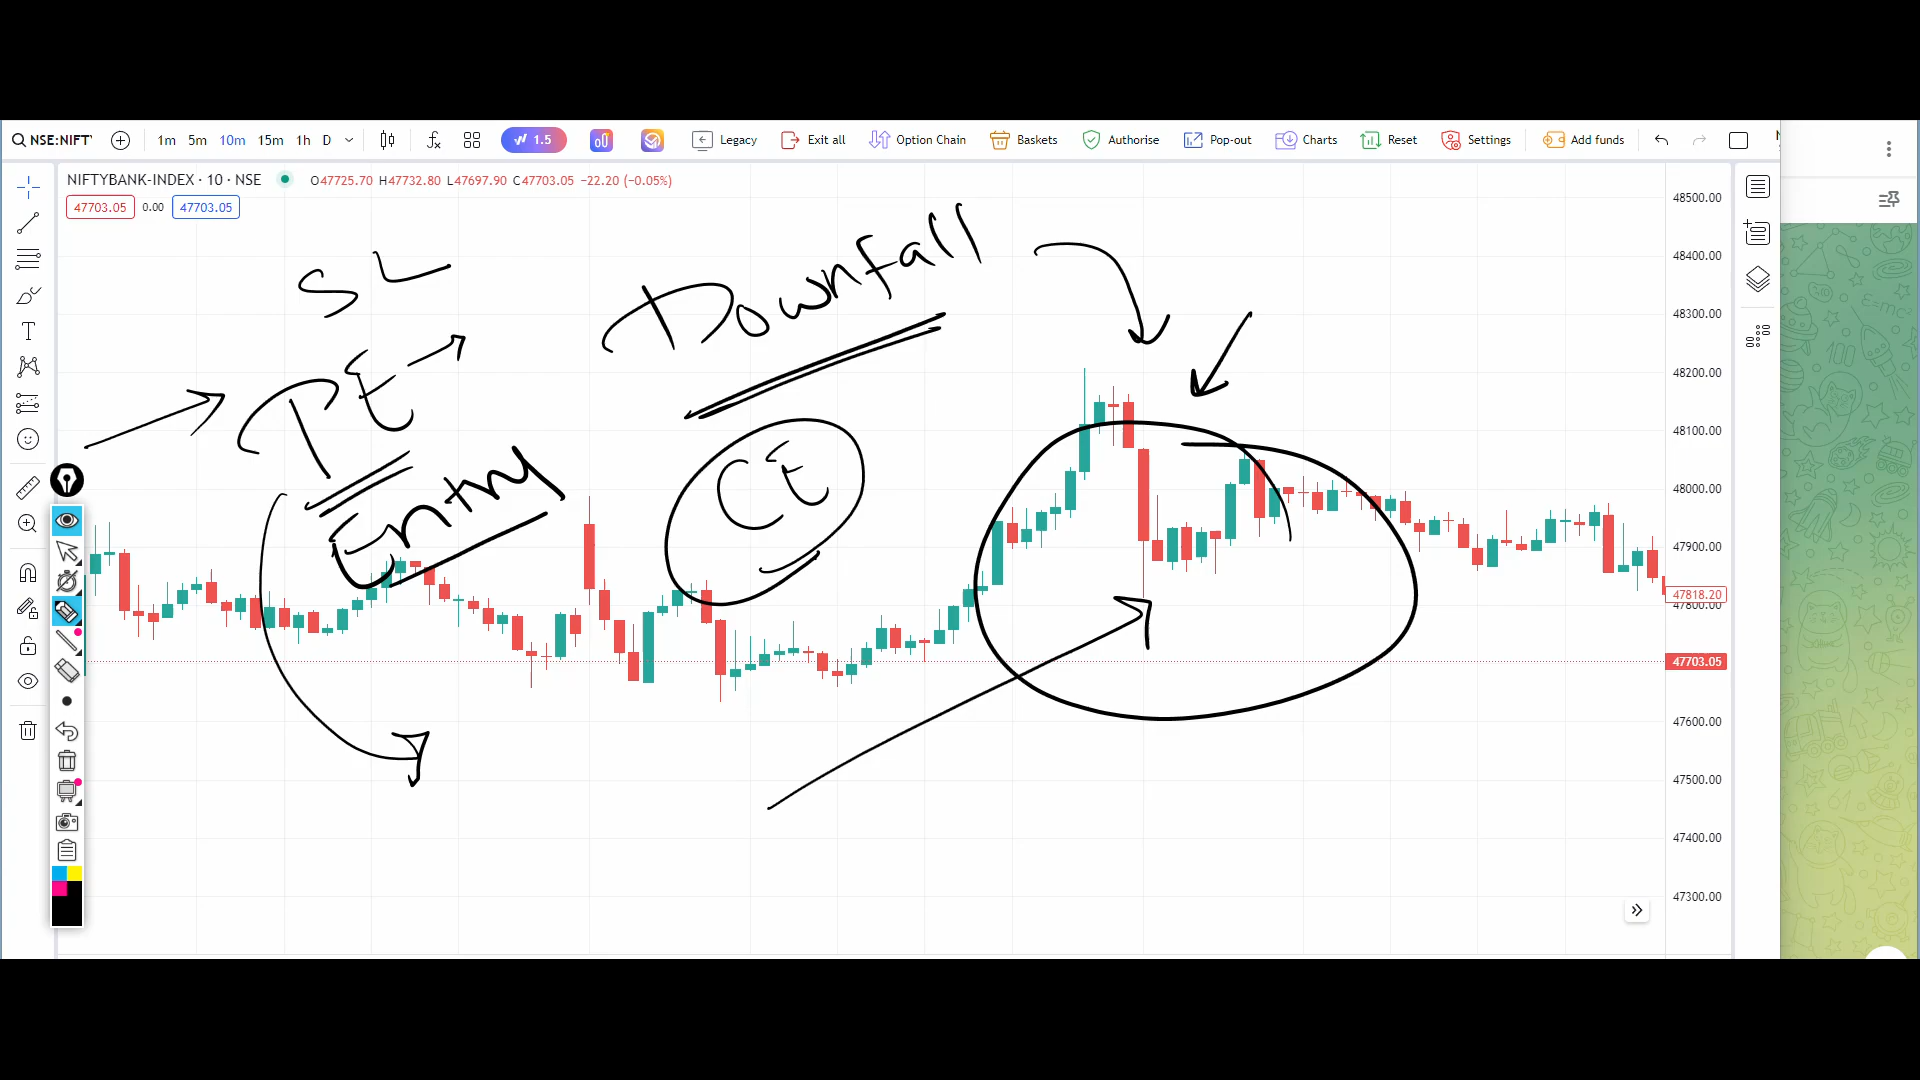 NSE:NIFTY
1m 5m 10m 15m 1h D
1.5
Legacy
Exit all
Option Chain
Baskets
Authorise
Pop-out
Charts
Reset
Settings
Add funds
NIFTYBANK-INDEX · 10 · NSE
O47725.70 H47732.80 L47697.90 C47703.05 −22.20 (−0.05%)
47703.05 0.00 47703.05
SL
PE
Entry
Downfall
CE
48500.00
48400.00
48300.00
48200.00
48100.00
48000.00
47900.00
47818.20
47800.00
47703.05
47600.00
47500.00
47400.00
47300.00